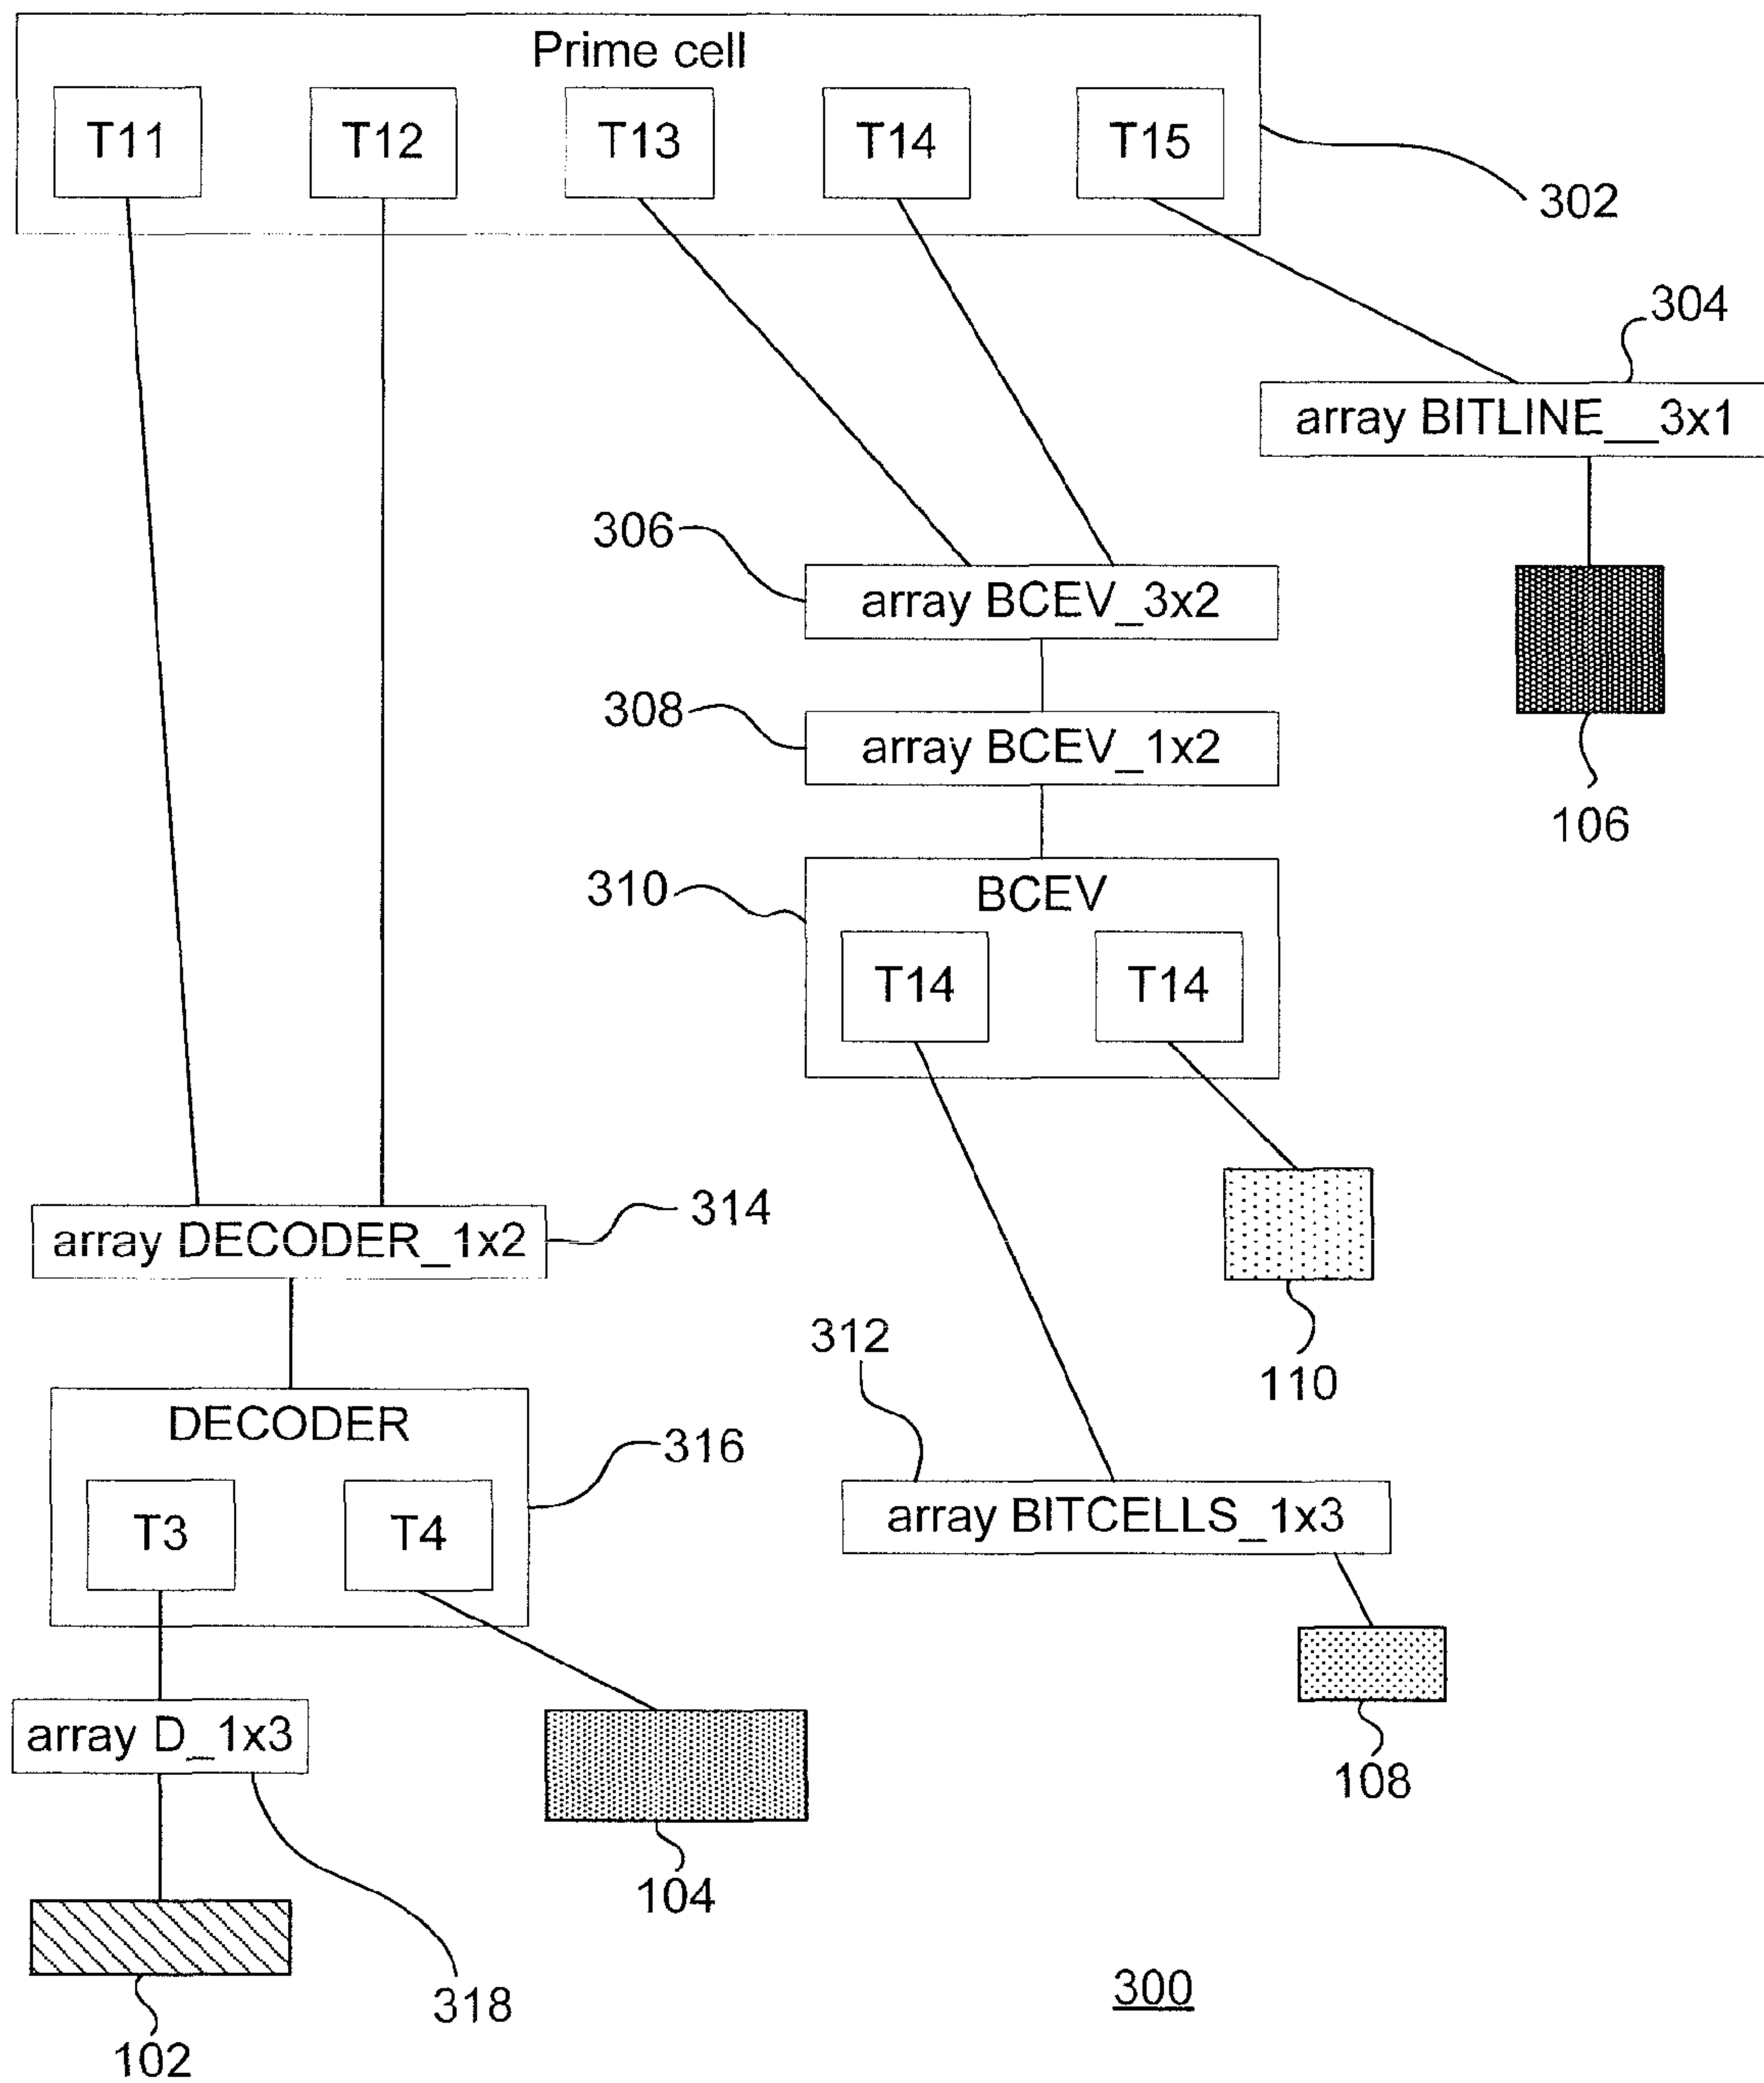 Prime cell
T11
T12
T13
T14
T15
302
304
array BITLINE__3x1
306
array BCEV_3x2
308
array BCEV_1x2
106
310
BCEV
T14
T14
314
array DECODER_1x2
110
312
DECODER
316
T3
T4
array BITCELLS_1x3
array D_1x3
108
104
318
300
102